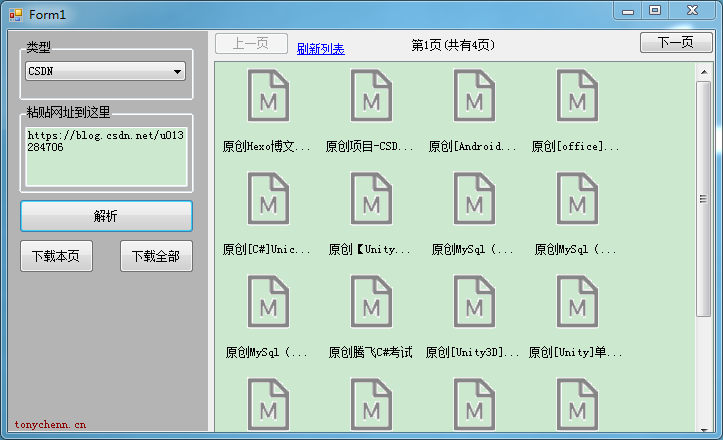 Form1
类型
CSDN
粘贴网址到这里
https://blog.csdn.net/u013
284706
解析
下载本页
下载全部
tonychenn.cn
上一页
刷新列表
第1页(共有4页)
下一页
原创Hexo博文...
原创项目-CSD...
原创[Android...
原创[office]...
原创[C#]Unic...
原创【Unity...
原创MySql（...
原创MySql（...
原创MySql（...
原创腾飞C#考试
原创[Unity3D]...
原创[Unity]单...